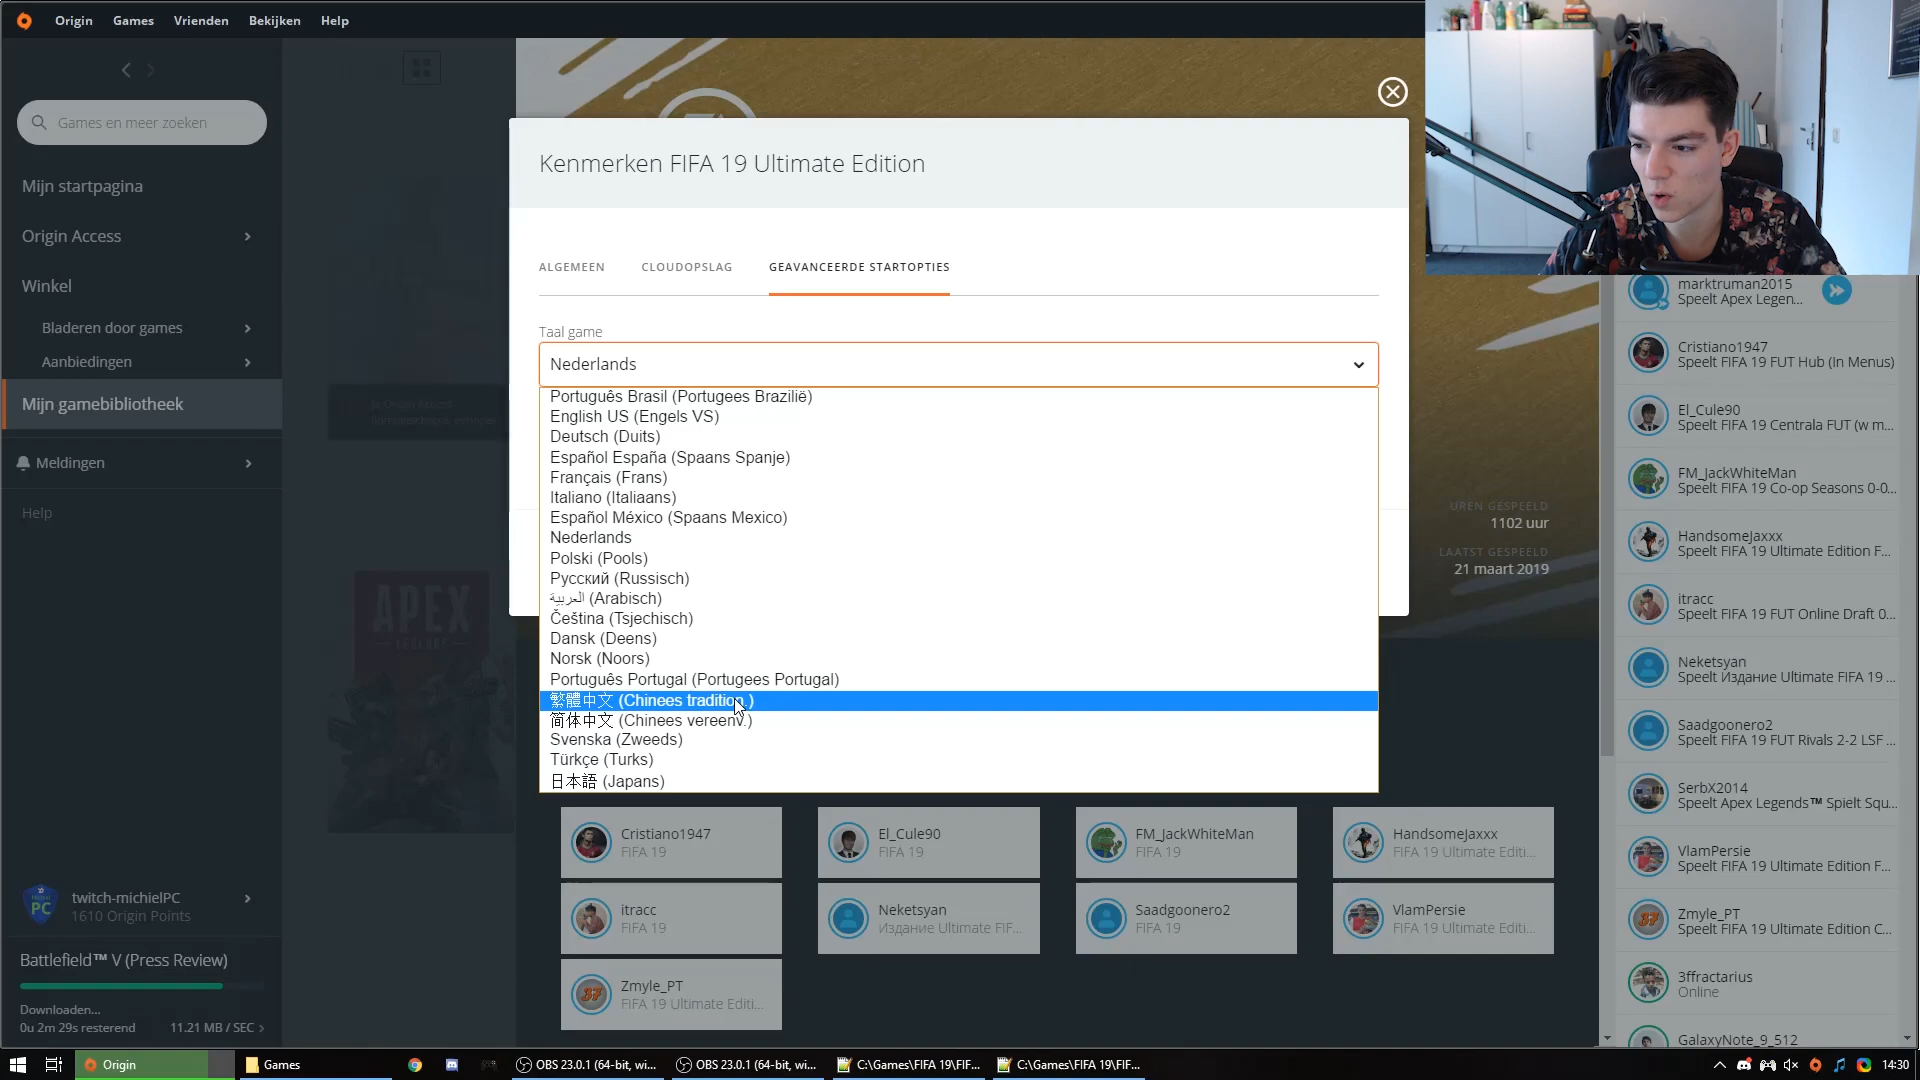 Origin
Games
Vrienden
Bekijken
Help
Games en meer zoeken
Mijn startpagina
Origin Access
Winkel
Bladeren door games
Aanbiedingen
Mijn gamebibliotheek
Meldingen
Help
twitch-michielPC
1610 Origin Points
Battlefield™ V (Press Review)
Downloaden...
0u 2m 29s resterend
11.21 MB / SEC
APEX
Kenmerken FIFA 19 Ultimate Edition
ALGEMEEN
CLOUDOPSLAG
GEAVANCEERDE STARTOPTIES
Taal game
Nederlands
Português Brasil (Portugees Brazilië)
English US (Engels VS)
Deutsch (Duits)
Español España (Spaans Spanje)
Français (Frans)
Italiano (Italiaans)
Español México (Spaans Mexico)
Nederlands
Polski (Pools)
Русский (Russisch)
العربية (Arabisch)
Čeština (Tsjechisch)
Dansk (Deens)
Norsk (Noors)
Português Portugal (Portugees Portugal)
繁體中文 (Chinees tradition.)
简体中文 (Chinees vereenv.)
Svenska (Zweeds)
Türkçe (Turks)
日本語 (Japans)
UREN GESPEELD
1102 uur
LAATST GESPEELD
21 maart 2019
Cristiano1947
FIFA 19
El_Cule90
FIFA 19
FM_JackWhiteMan
FIFA 19
HandsomeJaxxx
FIFA 19 Ultimate Editi...
itracc
FIFA 19
Neketsyan
Издание Ultimate FIF...
Saadgoonero2
FIFA 19
VlamPersie
FIFA 19 Ultimate Editi...
Zmyle_PT
FIFA 19 Ultimate Editi...
marktruman2015
Speelt Apex Legen...
Cristiano1947
Speelt FIFA 19 FUT Hub (In Menus)
El_Cule90
Speelt FIFA 19 Centrala FUT (w m...
FM_JackWhiteMan
Speelt FIFA 19 Co-op Seasons 0-0...
HandsomeJaxxx
Speelt FIFA 19 Ultimate Edition F...
itracc
Speelt FIFA 19 FUT Online Draft 0...
Neketsyan
Speelt Издание Ultimate FIFA 19 ...
Saadgoonero2
Speelt FIFA 19 FUT Rivals 2-2 LSF ...
SerbX2014
Speelt Apex Legends™ Spielt Squ...
VlamPersie
Speelt FIFA 19 Ultimate Edition F...
Zmyle_PT
Speelt FIFA 19 Ultimate Edition C...
3ffractarius
Online
GalaxyNote_9_512
Origin
Games
OBS 23.0.1 (64-bit, wi...
OBS 23.0.1 (64-bit, wi...
C:\Games\FIFA 19\FIF...
C:\Games\FIFA 19\FIF...
14:30